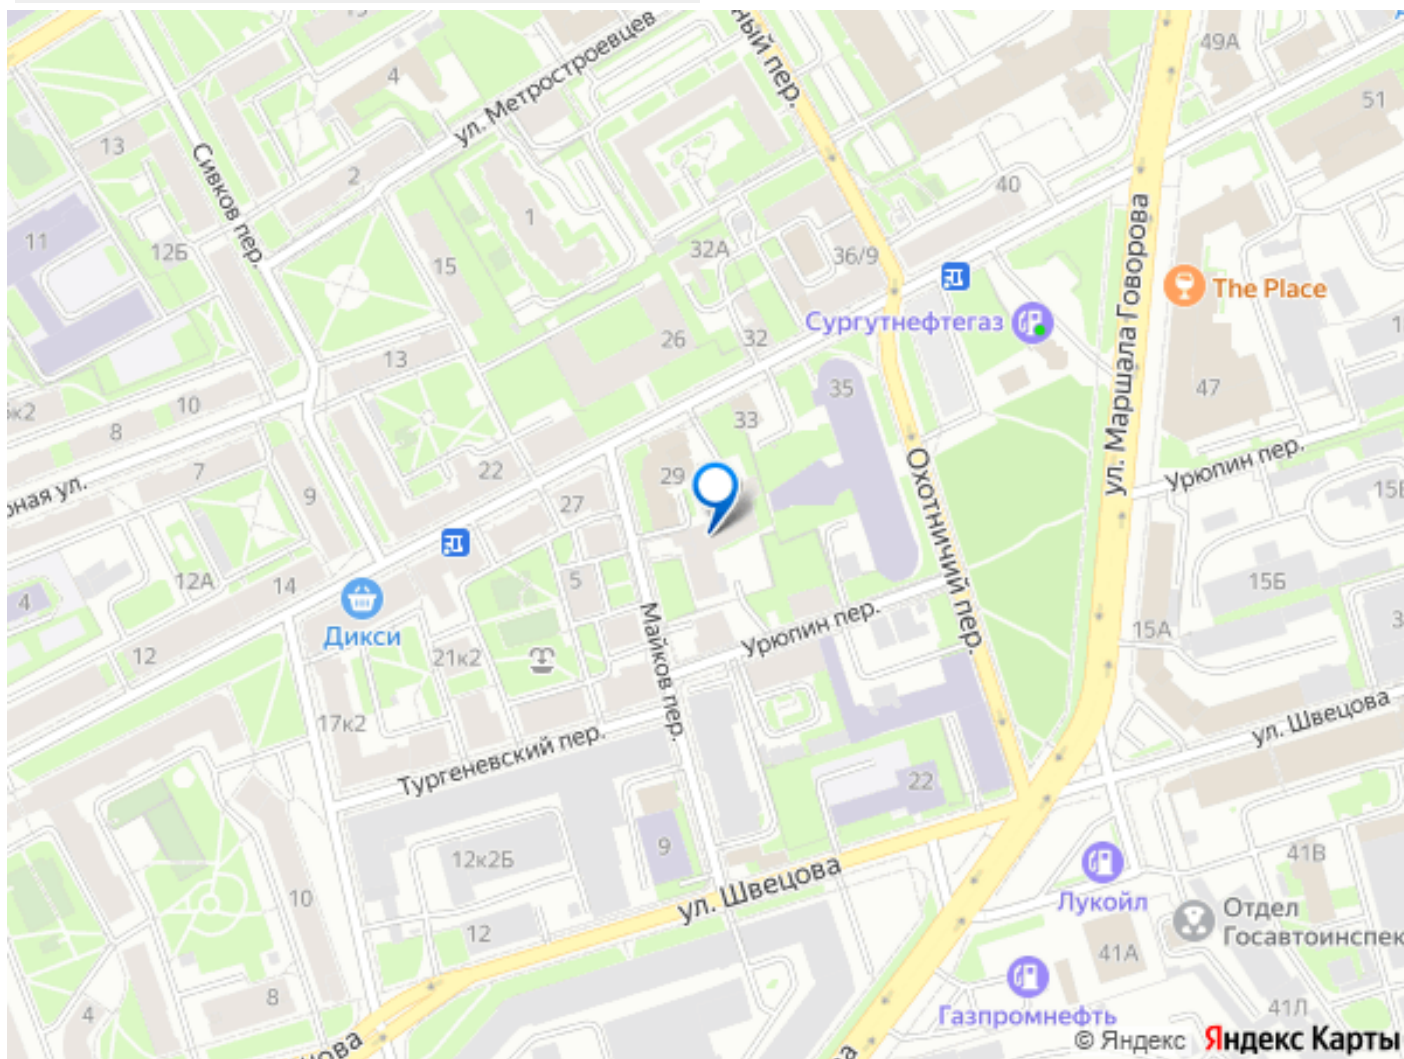 ный пер.
ул. Метростроевцев
49А
4
51
13
Сивков пер.
2
40
1
11
12Б
15
32А
36/9
ул. Маршала Говорова
The Place
Сургутнефтегаз
26
32
13
35
47
10
8
33
22
29
7
9
27
Охотничий пер.
Урюпин пер.
ная ул.
12А
14
5
15Б
4
Дикси
Майков пер.
Урюпин пер.
15А
12
21к2
17к2
Тургеневский пер.
ул. Швецова
22
9
12к2Б
10
ул. Швецова
41В
Лукойл
Отдел
Госавтоинспек
12
41А
8
4
Газпромнефть
41Л
© Яндекс Яндекс Карты